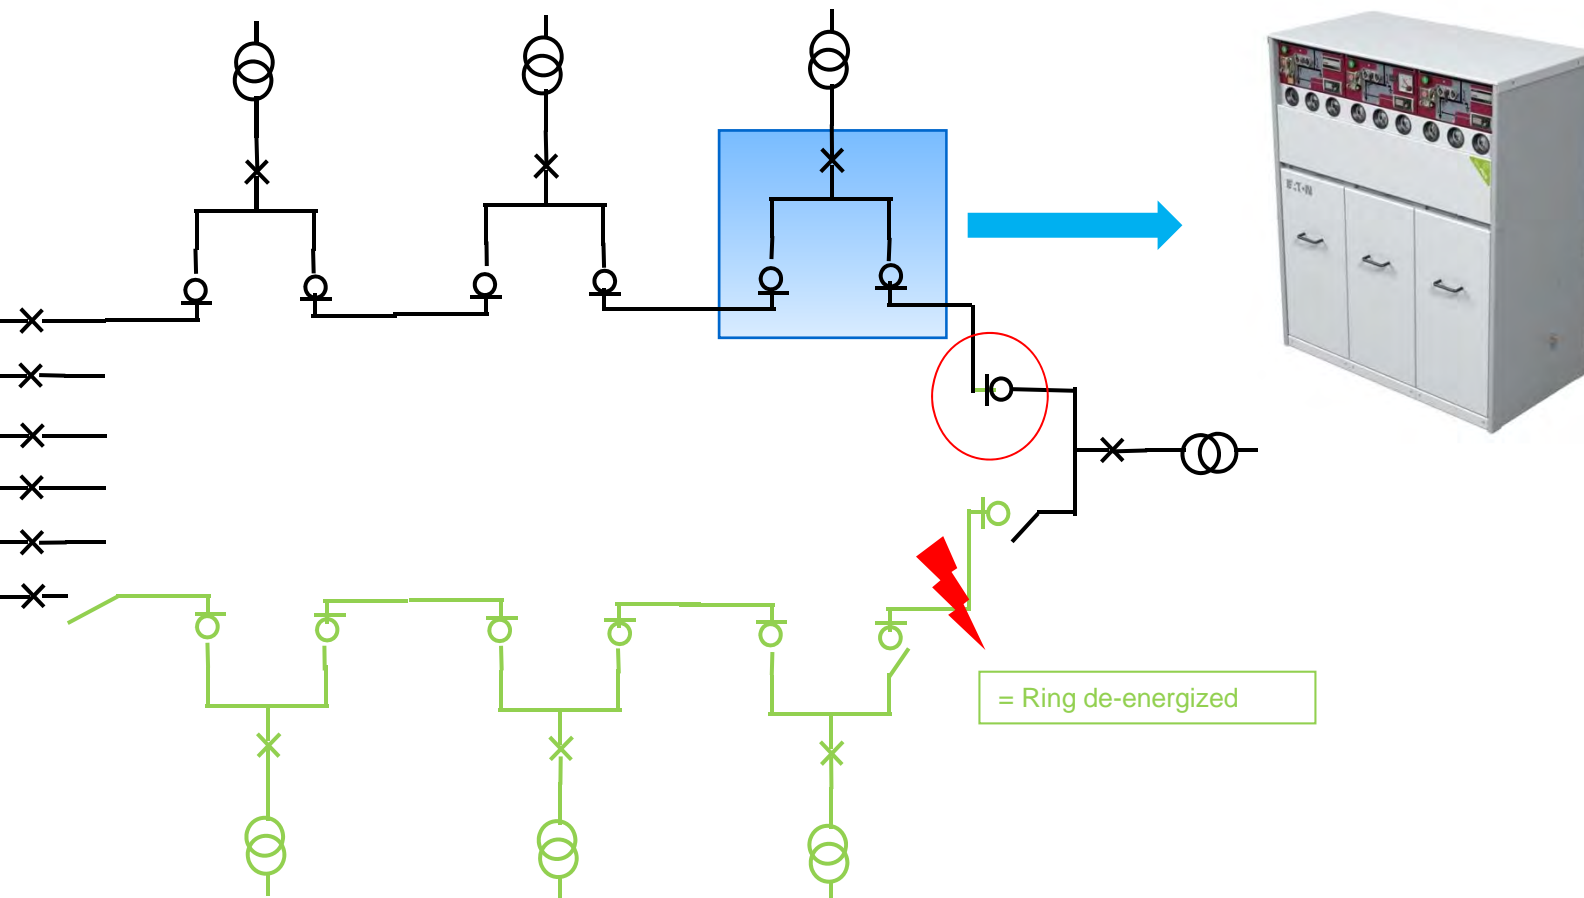 E·T·N
= Ring de-energized